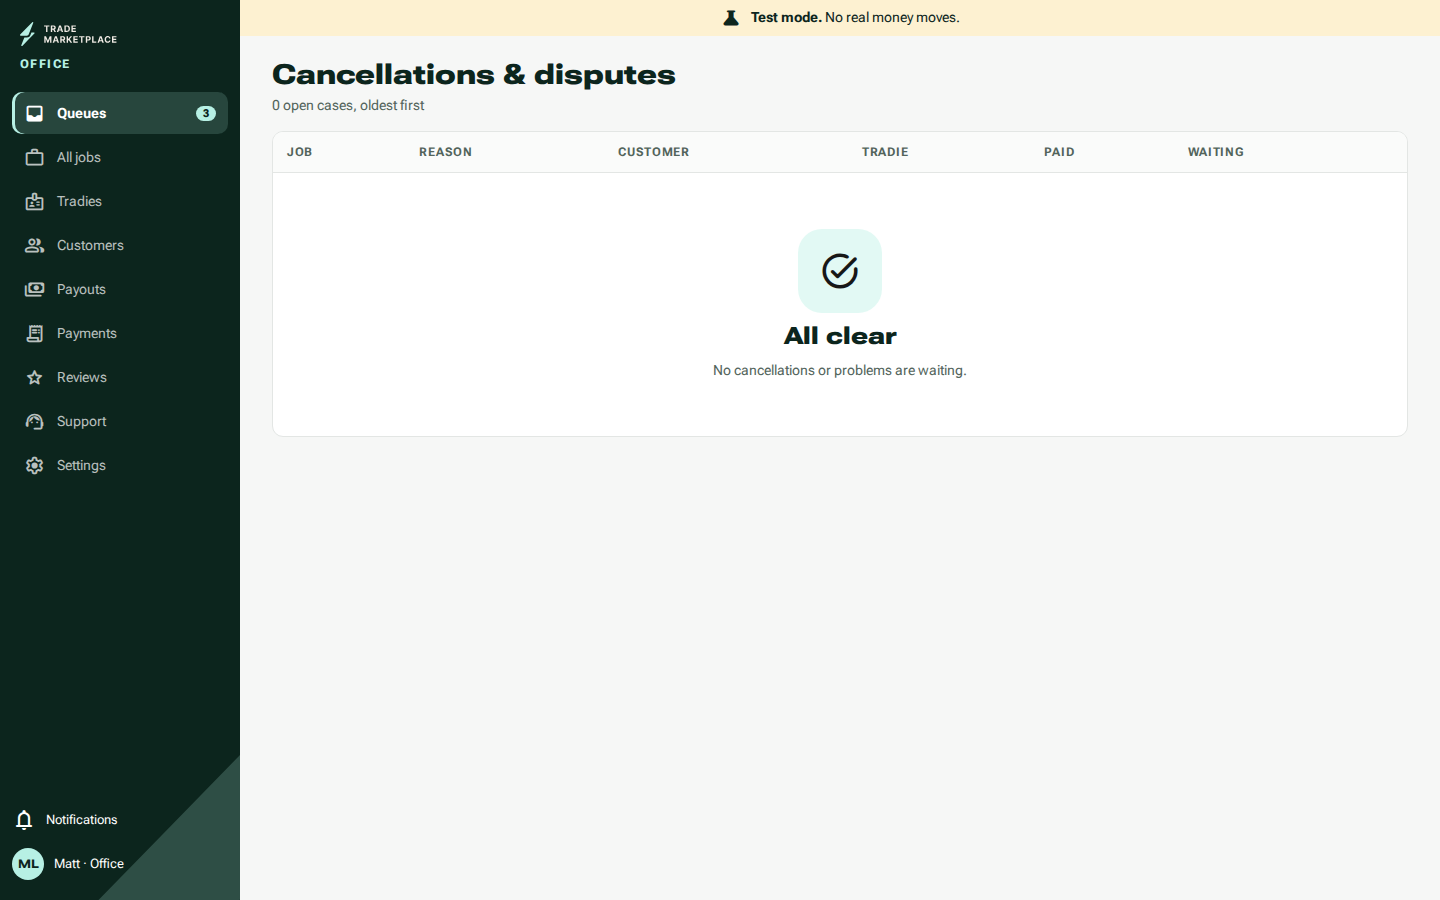 TRADE
MARKETPLACE
OFFICE
Queues 3
All jobs
Tradies
Customers
Payouts
Payments
Reviews
Support
Settings
Notifications
ML Matt · Office
Test mode. No real money moves.
Cancellations & disputes
0 open cases, oldest first
JOB REASON CUSTOMER TRADIE PAID WAITING
All clear
No cancellations or problems are waiting.